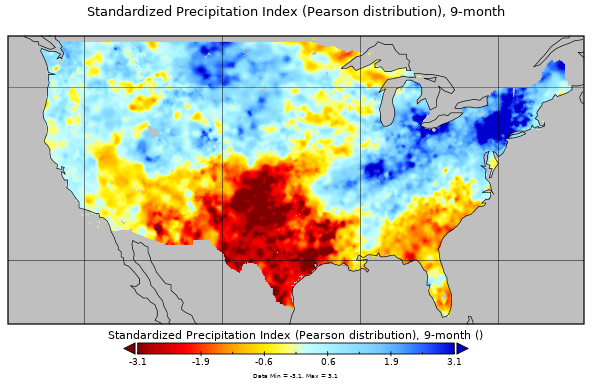 Standardized Precipitation Index (Pearson distribution), 9-month
Standardized Precipitation Index (Pearson distribution), 9-month ()
-3.1 -1.9 -0.6 0.6 1.9 3.1
Data Min = -3.1, Max = 3.1